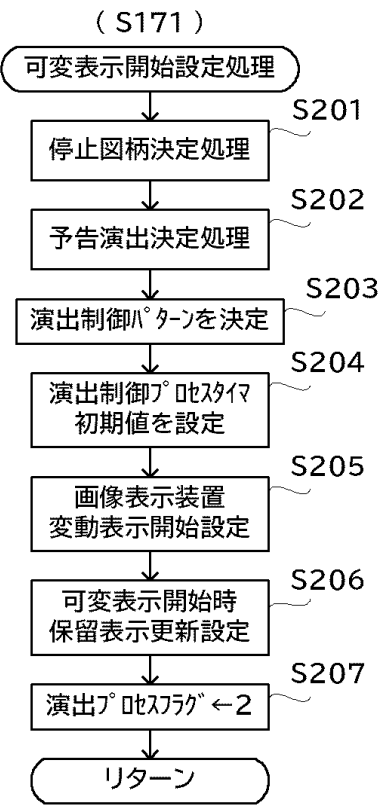 (S171)
可変表示開始設定処理
S201
停止図柄決定処理
S202
予告演出決定処理
S203
演出制御ﾊﾟﾀｰﾝを決定
S204
演出制御ﾌﾟﾛｾｽﾀｲﾏ
初期値を設定
S205
画像表示装置
変動表示開始設定
S206
可変表示開始時
保留表示更新設定
S207
演出ﾌﾟﾛｾｽﾌﾗｸﾞ←2
リターン